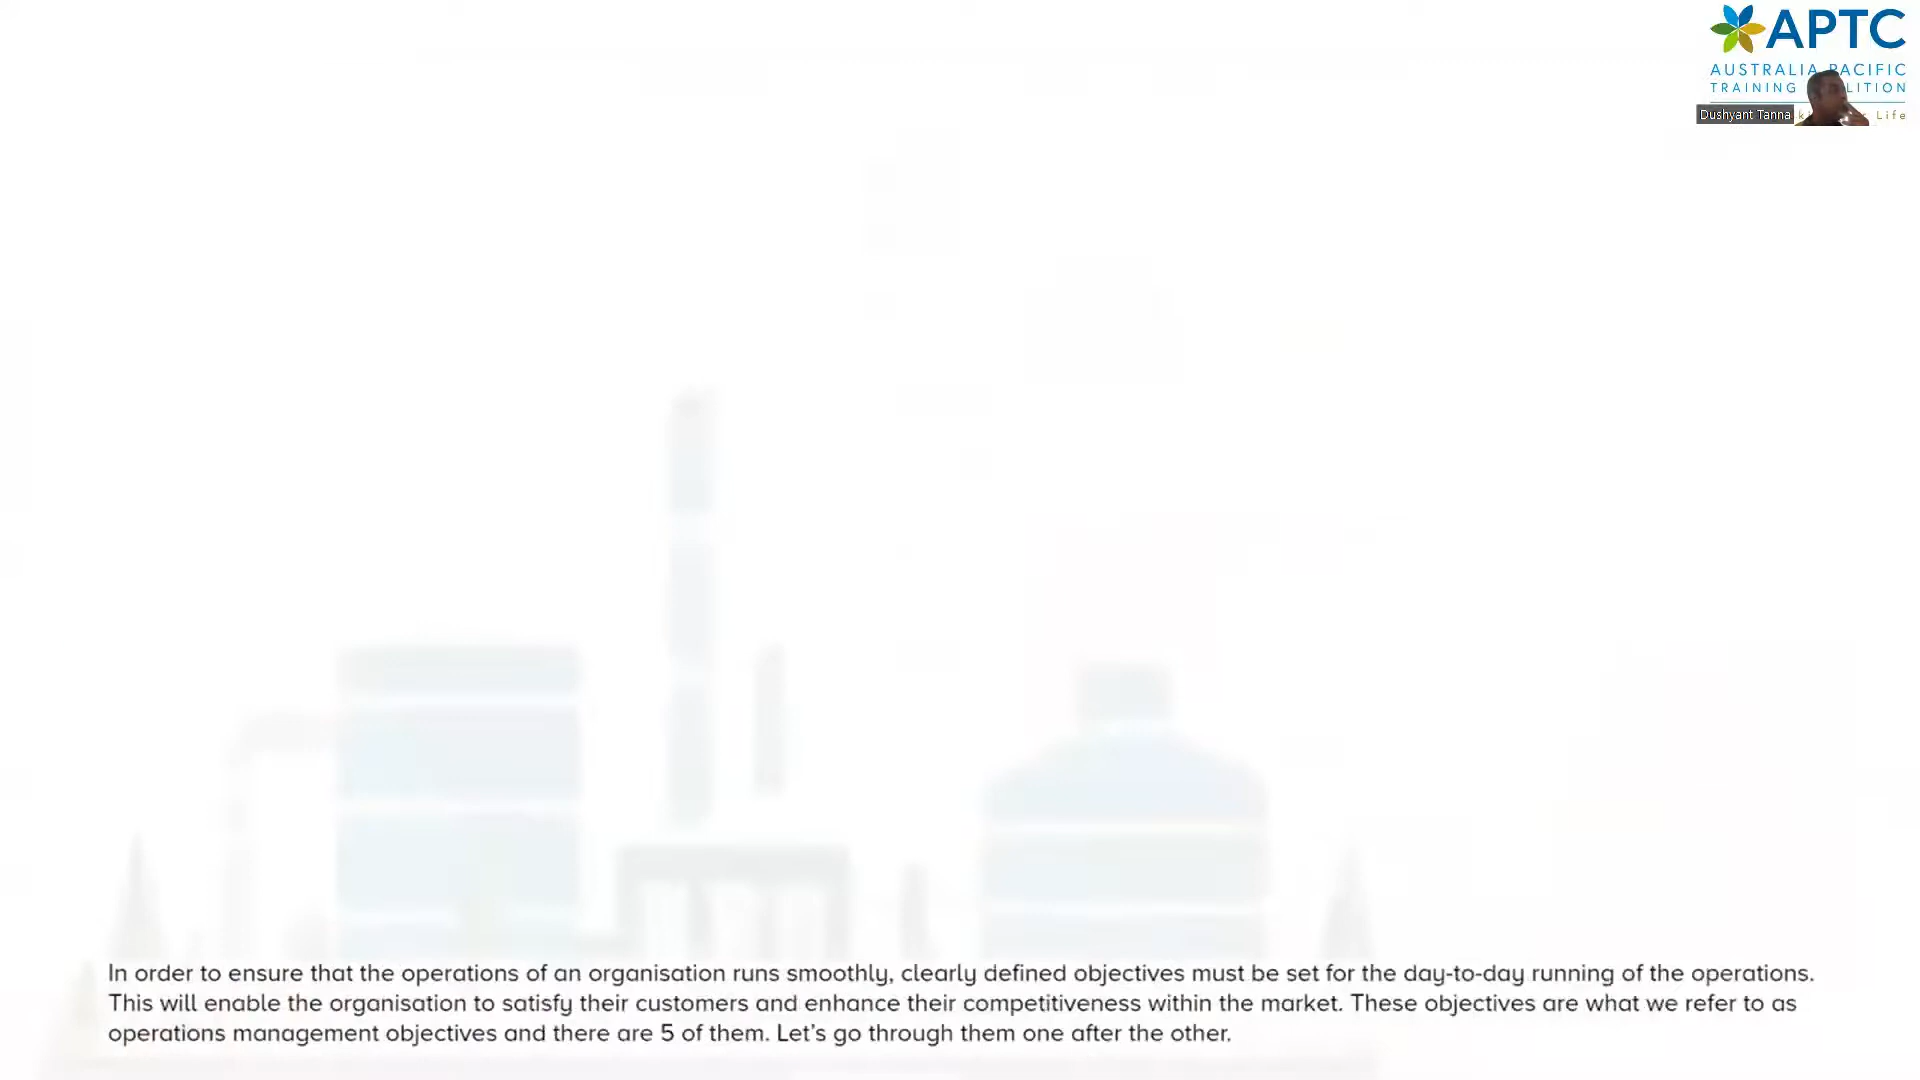 APTC
AUSTRALIA PACIFIC
TRAINING LITION
Dushyant Tanna
Life
In order to ensure that the operations of an organisation runs smoothly, clearly defined objectives must be set for the day-to-day running of the operations.
This will enable the organisation to satisfy their customers and enhance their competitiveness within the market. These objectives are what we refer to as
operations management objectives and there are 5 of them. Let's go through them one after the other.